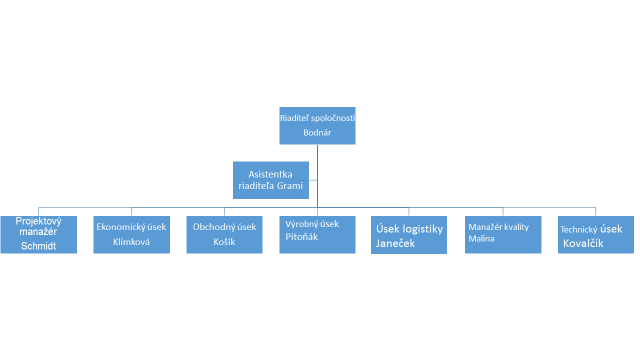 Riaditeľ spoločnosti
Bodnár
Asistentka
riaditeľa Grami
Projektový
manažér
Schmidt
Ekonomický úsek
Klimková
Obchodný úsek
Košík
Výrobný úsek
Pitoňák
Úsek logistiky
Janeček
Manažér kvality
Malina
Technický úsek
Kovalčík